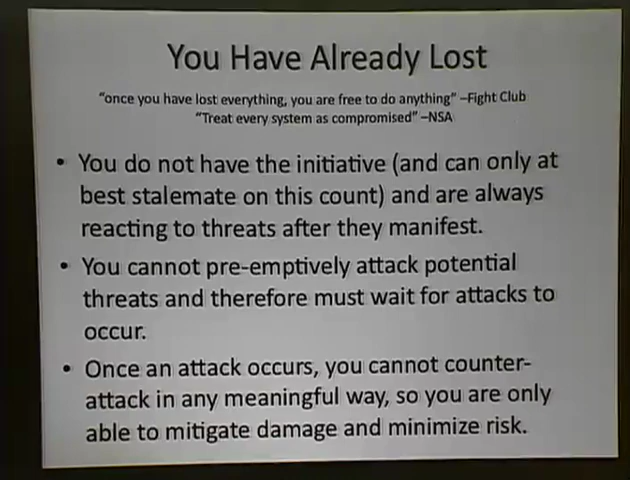 You Have Already Lost
“once you have lost everything, you are free to do anything” –Fight Club
“Treat every system as compromised” –NSA
• You do not have the initiative (and can only at
best stalemate on this count) and are always
reacting to threats after they manifest.
• You cannot pre-emptively attack potential
threats and therefore must wait for attacks to
occur.
• Once an attack occurs, you cannot counter-
attack in any meaningful way, so you are only
able to mitigate damage and minimize risk.